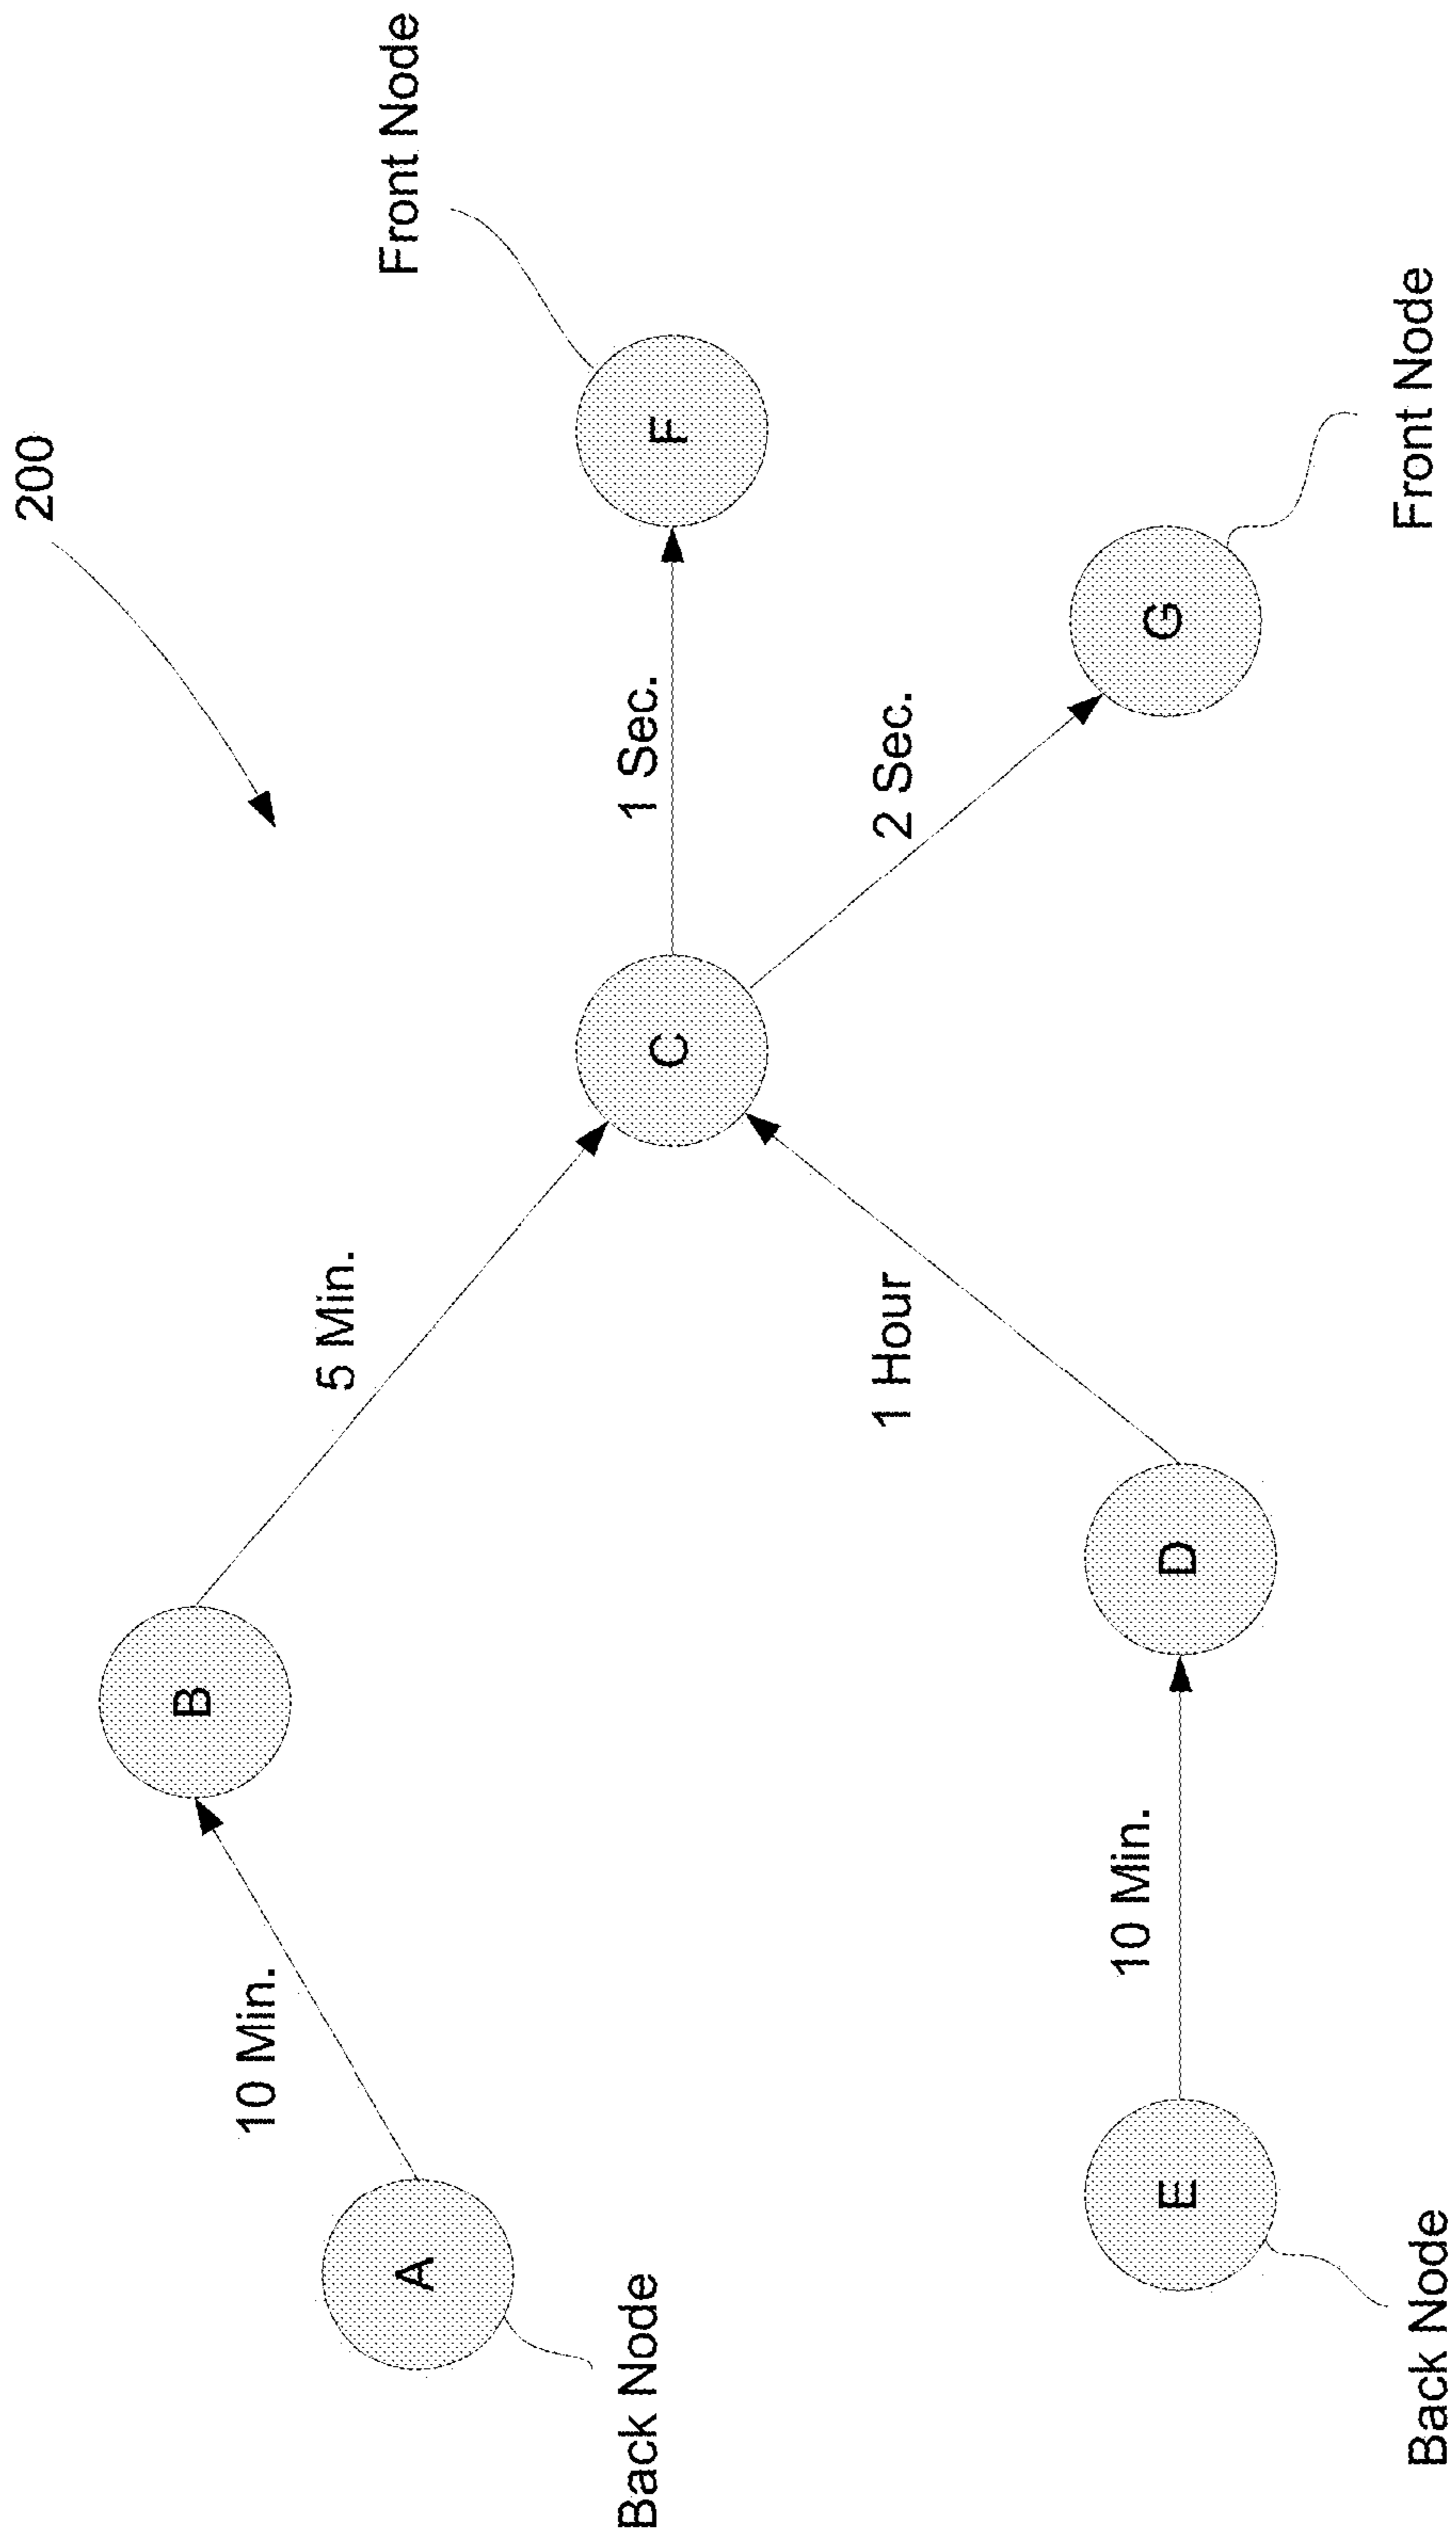 200
Front Node
F
1 Sec.
G
Front Node
2 Sec.
C
5 Min.
1 Hour
B
D
10 Min.
10 Min.
A
E
Back Node
Back Node